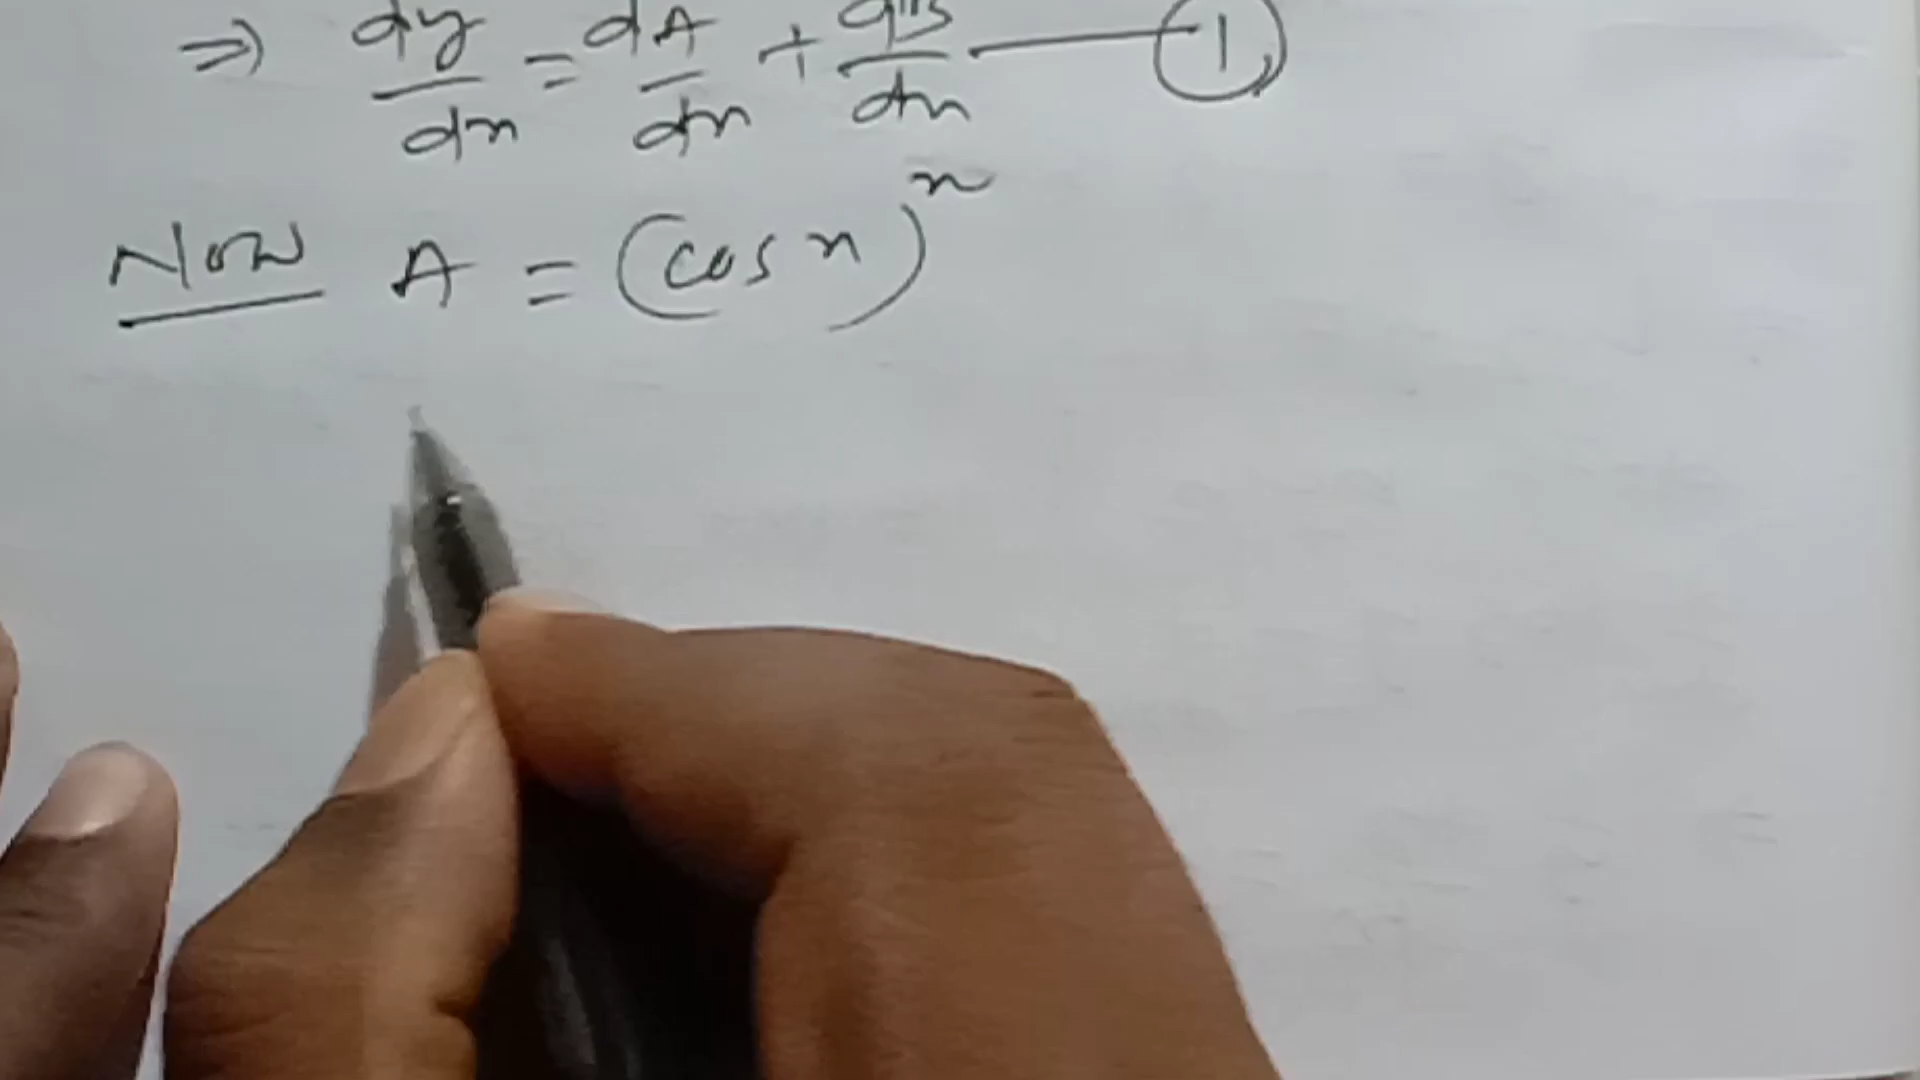 ⇒ dy/dx = dA/dx + dB/dx — ①
Now A = (cos x)^x